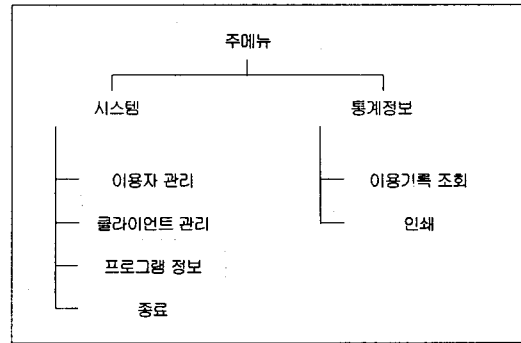 주메뉴
시스템
통계정보
이용자 관리
이용기록 조회
클라이언트 관리
인쇄
프로그램 정보
종료